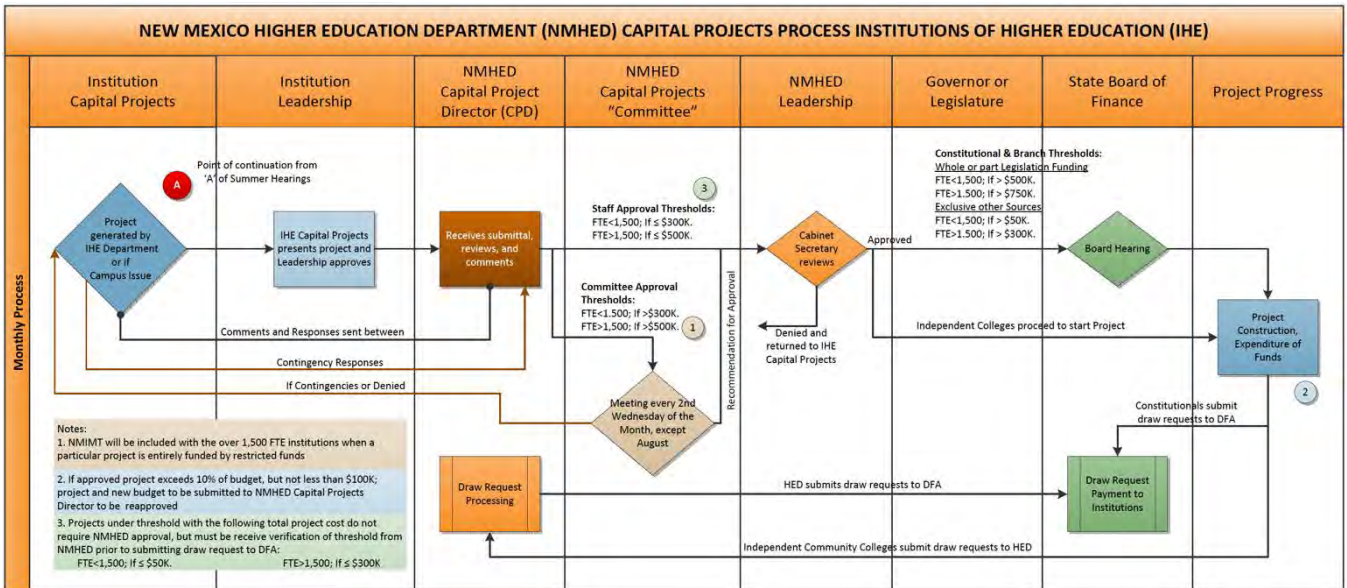 NEW MEXICO HIGHER EDUCATION DEPARTMENT (NMHED) CAPITAL PROJECTS PROCESS INSTITUTIONS OF HIGHER EDUCATION (IHE)
Monthly Process
Institution
Capital Projects
Institution
Leadership
NMHED
Capital Project
Director (CPD)
NMHED
Capital Projects
"Committee"
NMHED
Leadership
Governor or
Legislature
State Board of
Finance
Project Progress
A
Point of continuation from
'A' of Summer Hearings
Project
generated by
IHE Department
or if
Campus Issue
IHE Capital Projects
presents project and
Leadership approves
Receives submittal,
reviews, and
comments
3
Staff Approval Thresholds:
FTE<1,500; If ≤ $300K.
FTE>1,500; If ≤ $500K.
Committee Approval
Thresholds:
FTE<1.500; If >$300K.
FTE>1,500; If >$500K.
1
Meeting every 2nd
Wednesday of the
Month, except
August
Recommendation for Approval
Cabinet
Secretary
reviews
Approved
Denied and
returned to IHE
Capital Projects
Constitutional & Branch Thresholds:
Whole or part Legislation Funding
FTE<1,500; If > $500K.
FTE>1.500; If > $750K.
Exclusive other Sources
FTE<1,500; If > $50K.
FTE>1.500; If > $300K.
Board Hearing
Independent Colleges proceed to start Project
Project
Construction,
Expenditure of
Funds
2
Comments and Responses sent between
Contingency Responses
If Contingencies or Denied
Constitutionals submit
draw requests to DFA
Draw Request
Processing
HED submits draw requests to DFA
Draw Request
Payment to
Institutions
Independent Community Colleges submit draw requests to HED
Notes:
1. NMIMT will be included with the over 1,500 FTE institutions when a
particular project is entirely funded by restricted funds
2. If approved project exceeds 10% of budget, but not less than $100K;
project and new budget to be submitted to NMHED Capital Projects
Director to be reapproved
3. Projects under threshold with the following total project cost do not
require NMHED approval, but must be receive verification of threshold from
NMHED prior to submitting draw request to DFA:
FTE<1,500; If ≤ $50K. FTE>1,500; If ≤ $300K